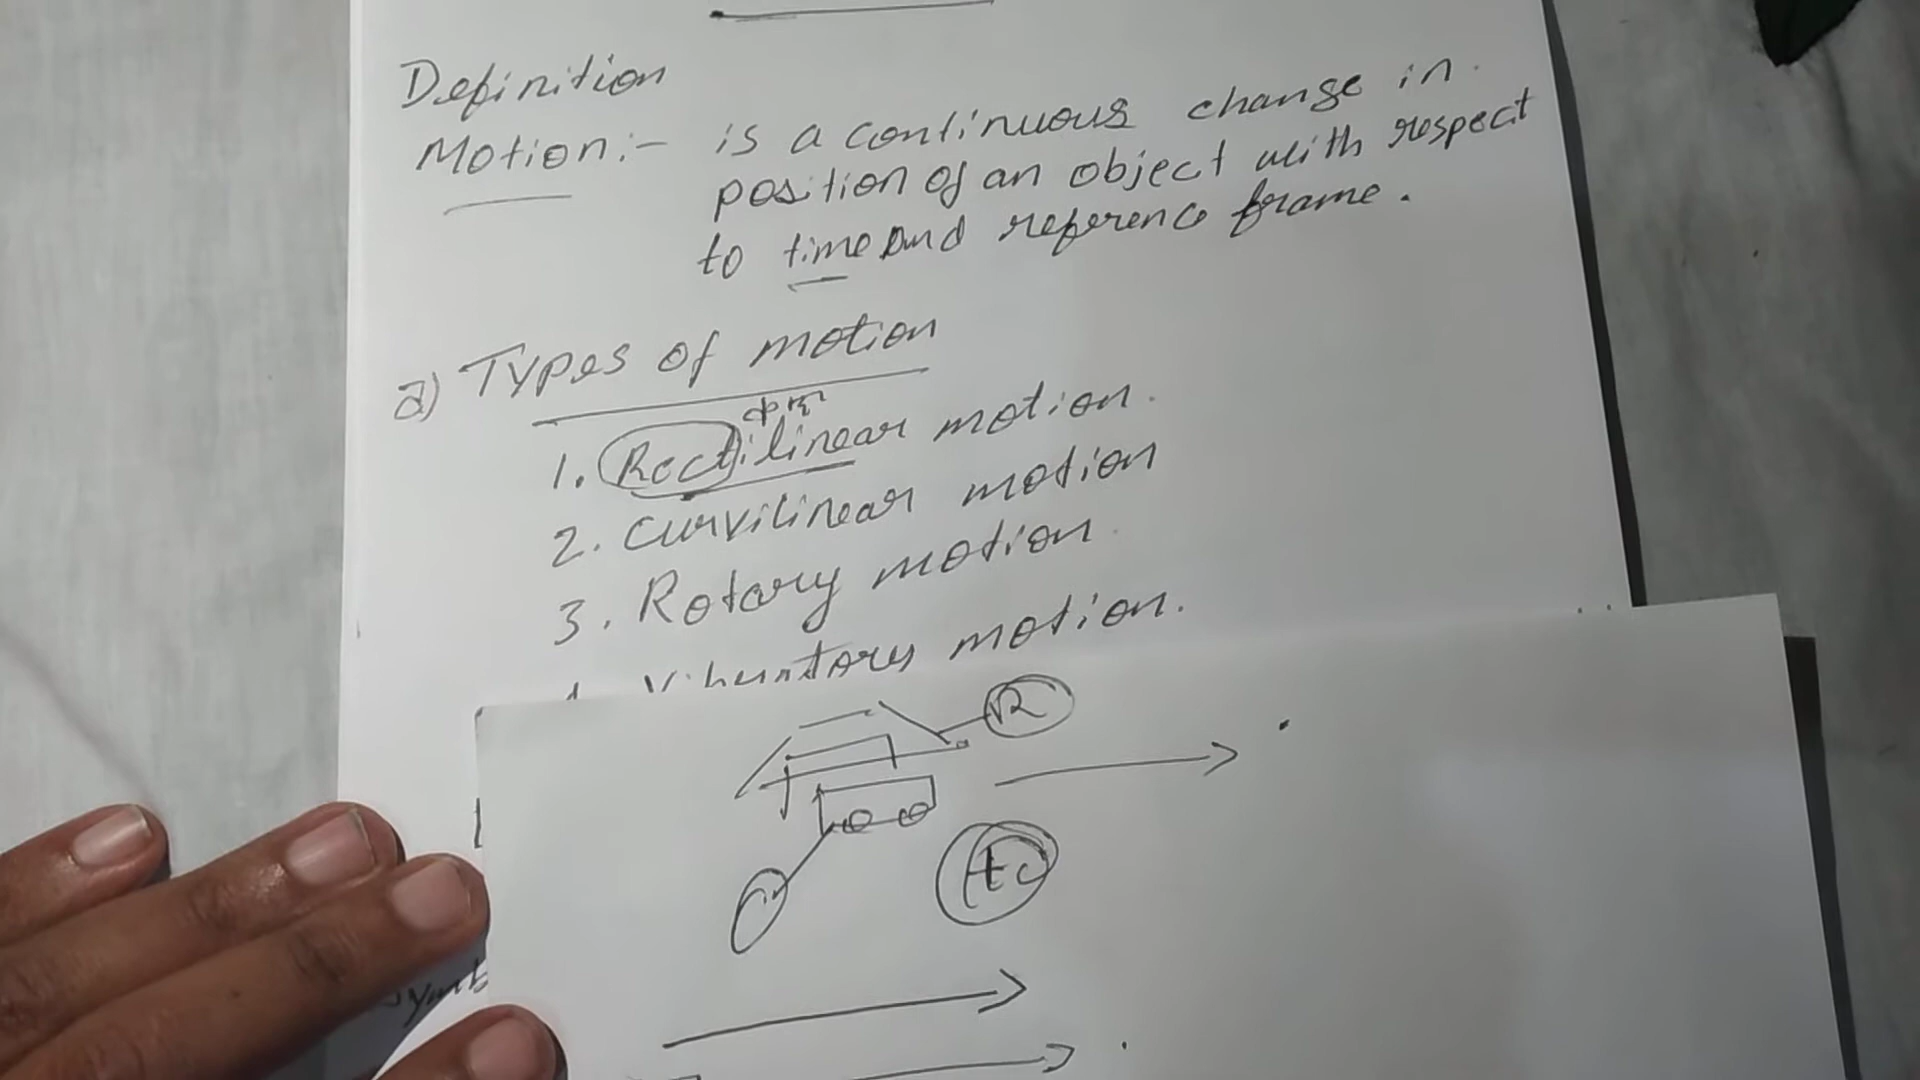 Definition
Motion:- is a continuous change in
position of an object with respect
to time and reference frame.
a) Types of motion
1. Rectilinear motion.
2. Curvilinear motion
3. Rotary motion
motion.
R